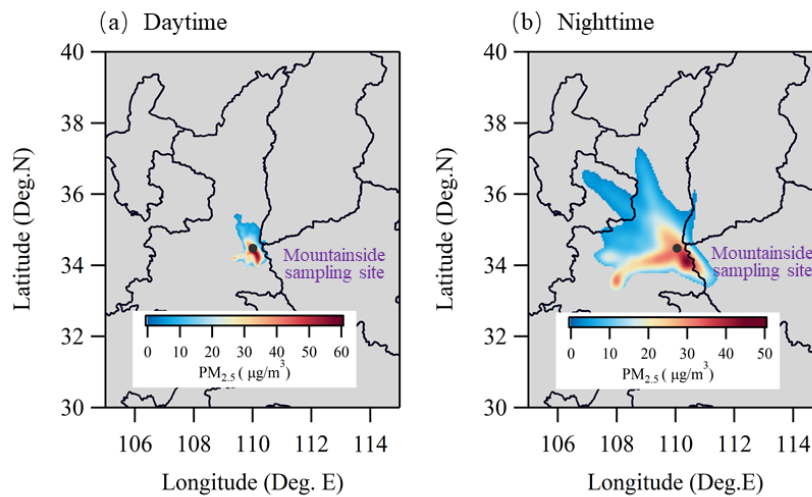 (a) Daytime
(b) Nighttime
40
38
36
34
32
30
Latitude (Deg.N)
Mountainside
sampling site
0 10 20 30 40 50 60
PM2.5 ( μg/m3)
106 108 110 112 114
Longitude (Deg. E)
40
38
36
34
32
30
Latitude (Deg.N)
Mountainside
sampling site
0 10 20 30 40 50
PM2.5 ( μg/m3)
106 108 110 112 114
Longitude (Deg.E)